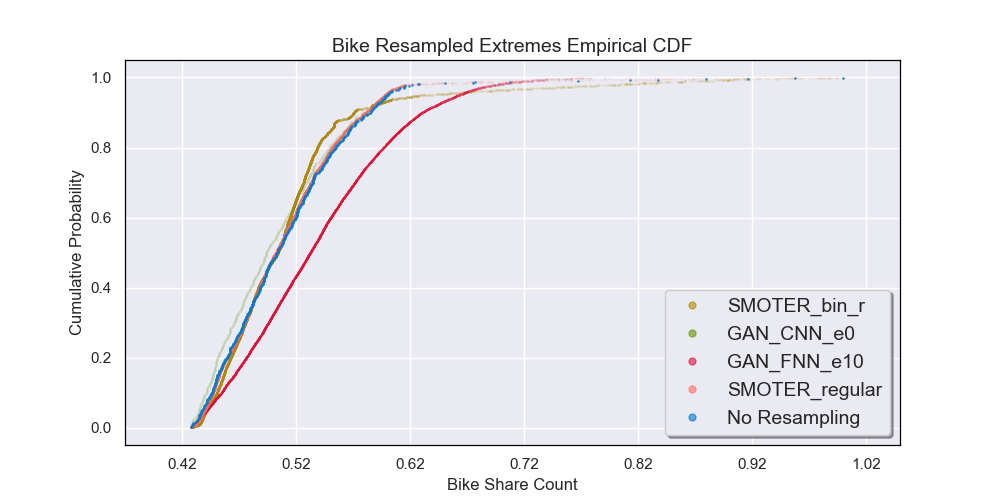 Bike Resampled Extremes Empirical CDF
Cumulative Probability
1.0
0.8
0.6
0.4
0.2
0.0
SMOTER_bin_r
GAN_CNN_e0
GAN_FNN_e10
SMOTER_regular
No Resampling
0.42 0.52 0.62 0.72 0.82 0.92 1.02
Bike Share Count